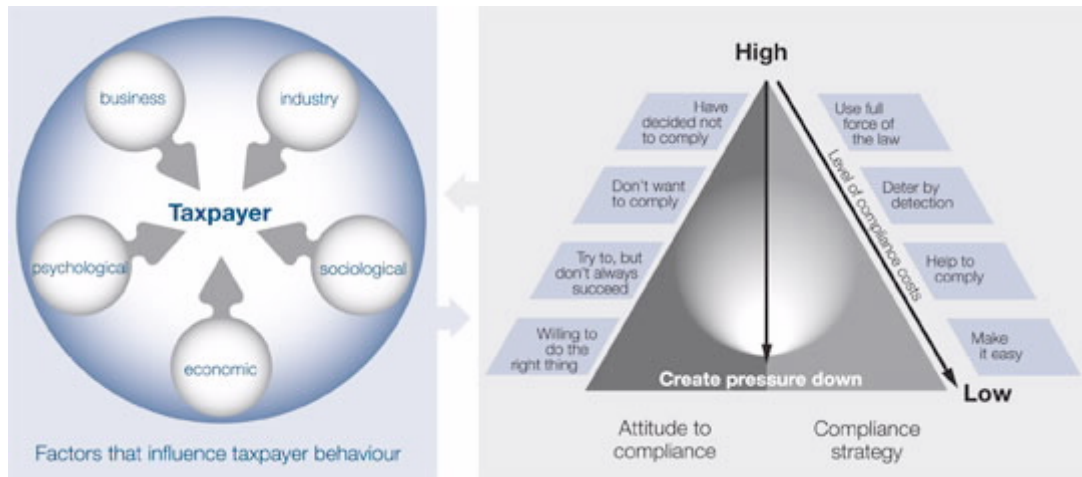 business
industry
Taxpayer
psychological
sociological
economic
Factors that influence taxpayer behaviour
High
Have
decided not
to comply
Don't want
to comply
Try to, but
don't always
succeed
Willing to
do the
right thing
Use full
force of
the law
Deter by
detection
Help to
comply
Make
it easy
Level of compliance costs
Create pressure down
Low
Attitude to
compliance
Compliance
strategy